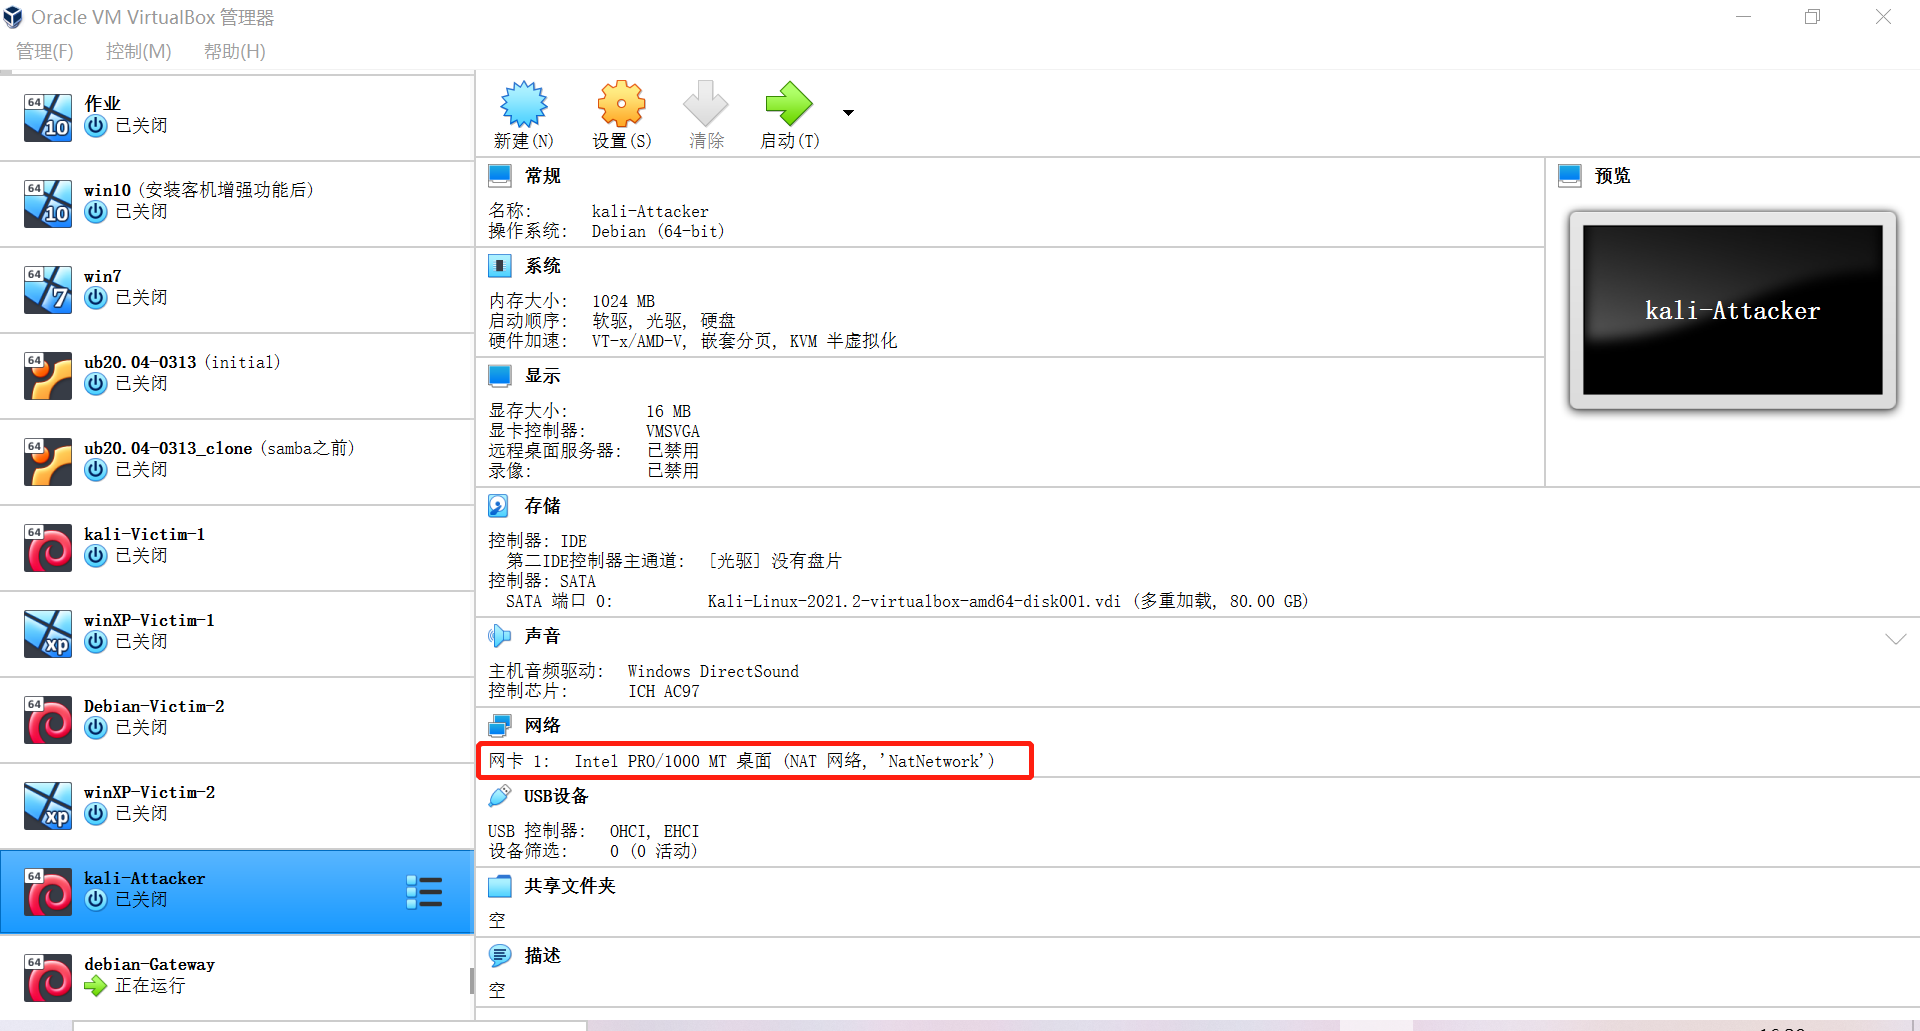 Oracle VM VirtualBox 管理器
管理(F) 控制(M) 帮助(H)
64 10 作业
已关闭
64 10 win10 (安装客机增强功能后)
已关闭
64 7 win7
已关闭
64 ub20.04-0313 (initial)
已关闭
64 ub20.04-0313_clone (samba之前)
已关闭
64 kali-Victim-1
已关闭
xp winXP-Victim-1
已关闭
64 Debian-Victim-2
已关闭
xp winXP-Victim-2
已关闭
64 kali-Attacker
已关闭
64 debian-Gateway
正在运行
新建(N) 设置(S) 清除 启动(T)
常规
名称: kali-Attacker
操作系统: Debian (64-bit)
系统
内存大小: 1024 MB
启动顺序: 软驱, 光驱, 硬盘
硬件加速: VT-x/AMD-V, 嵌套分页, KVM 半虚拟化
显示
显存大小: 16 MB
显卡控制器: VMSVGA
远程桌面服务器: 已禁用
录像: 已禁用
预览
kali-Attacker
存储
控制器: IDE
第二IDE控制器主通道: [光驱] 没有盘片
控制器: SATA
SATA 端口 0: Kali-Linux-2021.2-virtualbox-amd64-disk001.vdi (多重加载, 80.00 GB)
声音
主机音频驱动: Windows DirectSound
控制芯片: ICH AC97
网络
网卡 1: Intel PRO/1000 MT 桌面 (NAT 网络, 'NatNetwork')
USB设备
USB 控制器: OHCI, EHCI
设备筛选: 0 (0 活动)
共享文件夹
空
描述
空